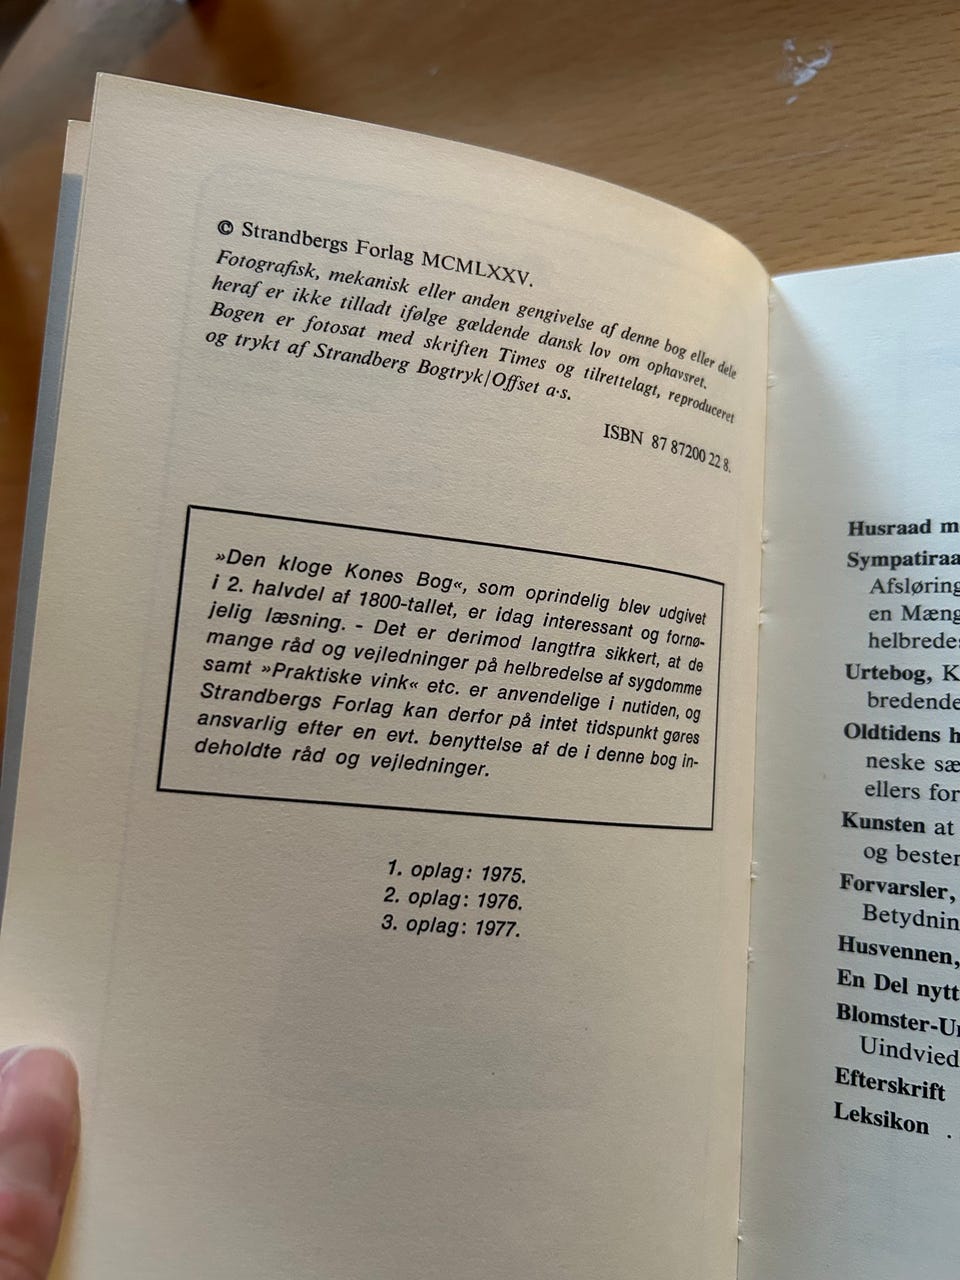 © Strandbergs Forlag MCMLXXV.
Fotografisk, mekanisk eller anden gengivelse af denne bog eller dele
heraf er ikke tilladt ifølge gældende dansk lov om ophavsret.
Bogen er fotosat med skriften Times og tilrettelagt, reproduceret
og trykt af Strandberg Bogtryk/Offset a·s.
ISBN 87 87200 22 8.
»Den kloge Kones Bog«, som oprindelig blev udgivet
i 2. halvdel af 1800-tallet, er idag interessant og fornø-
jelig læsning. - Det er derimod langtfra sikkert, at de
mange råd og vejledninger på helbredelse af sygdomme
samt »Praktiske vink« etc. er anvendelige i nutiden, og
Strandbergs Forlag kan derfor på intet tidspunkt gøres
ansvarlig efter en evt. benyttelse af de i denne bog in-
deholdte råd og vejledninger.
1. oplag: 1975.
2. oplag: 1976.
3. oplag: 1977.
Husraad m
Sympatiraa
Afsløring
en Mæng
helbrede
Urtebog, K
bredende
Oldtidens h
neske sæ
ellers for
Kunsten at
og bester
Forvarsler,
Betydnin
Husvennen,
En Del nytt
Blomster-U
Uindvied
Efterskrift
Leksikon .